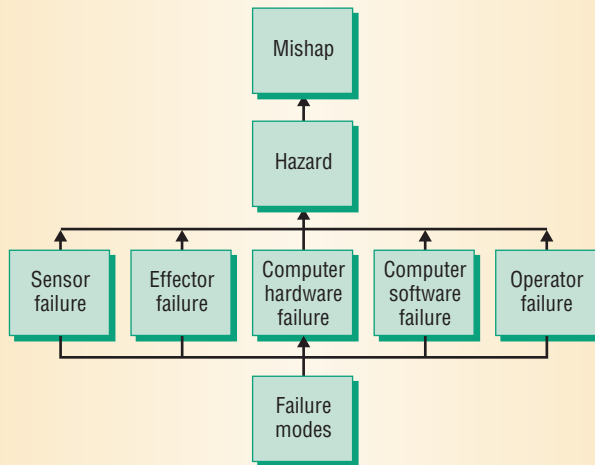 Mishap
Hazard
Sensor
failure
Effector
failure
Computer
hardware
failure
Computer
software
failure
Operator
failure
Failure
modes